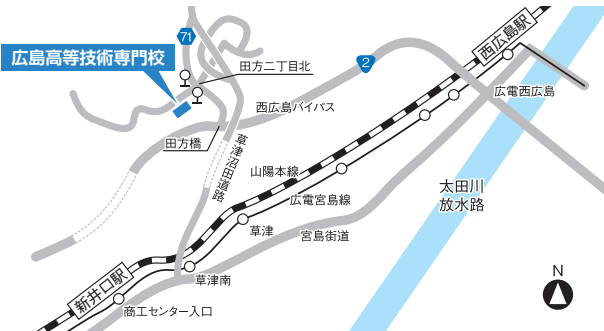 71
広島高等技術専門校
田方二丁目北
2
西広島駅
広電西広島
西広島バイパス
田方橋
草津沼田道路
山陽本線
広電宮島線
太田川
放水路
草津
宮島街道
新井口駅
草津南
商工センター入口
N